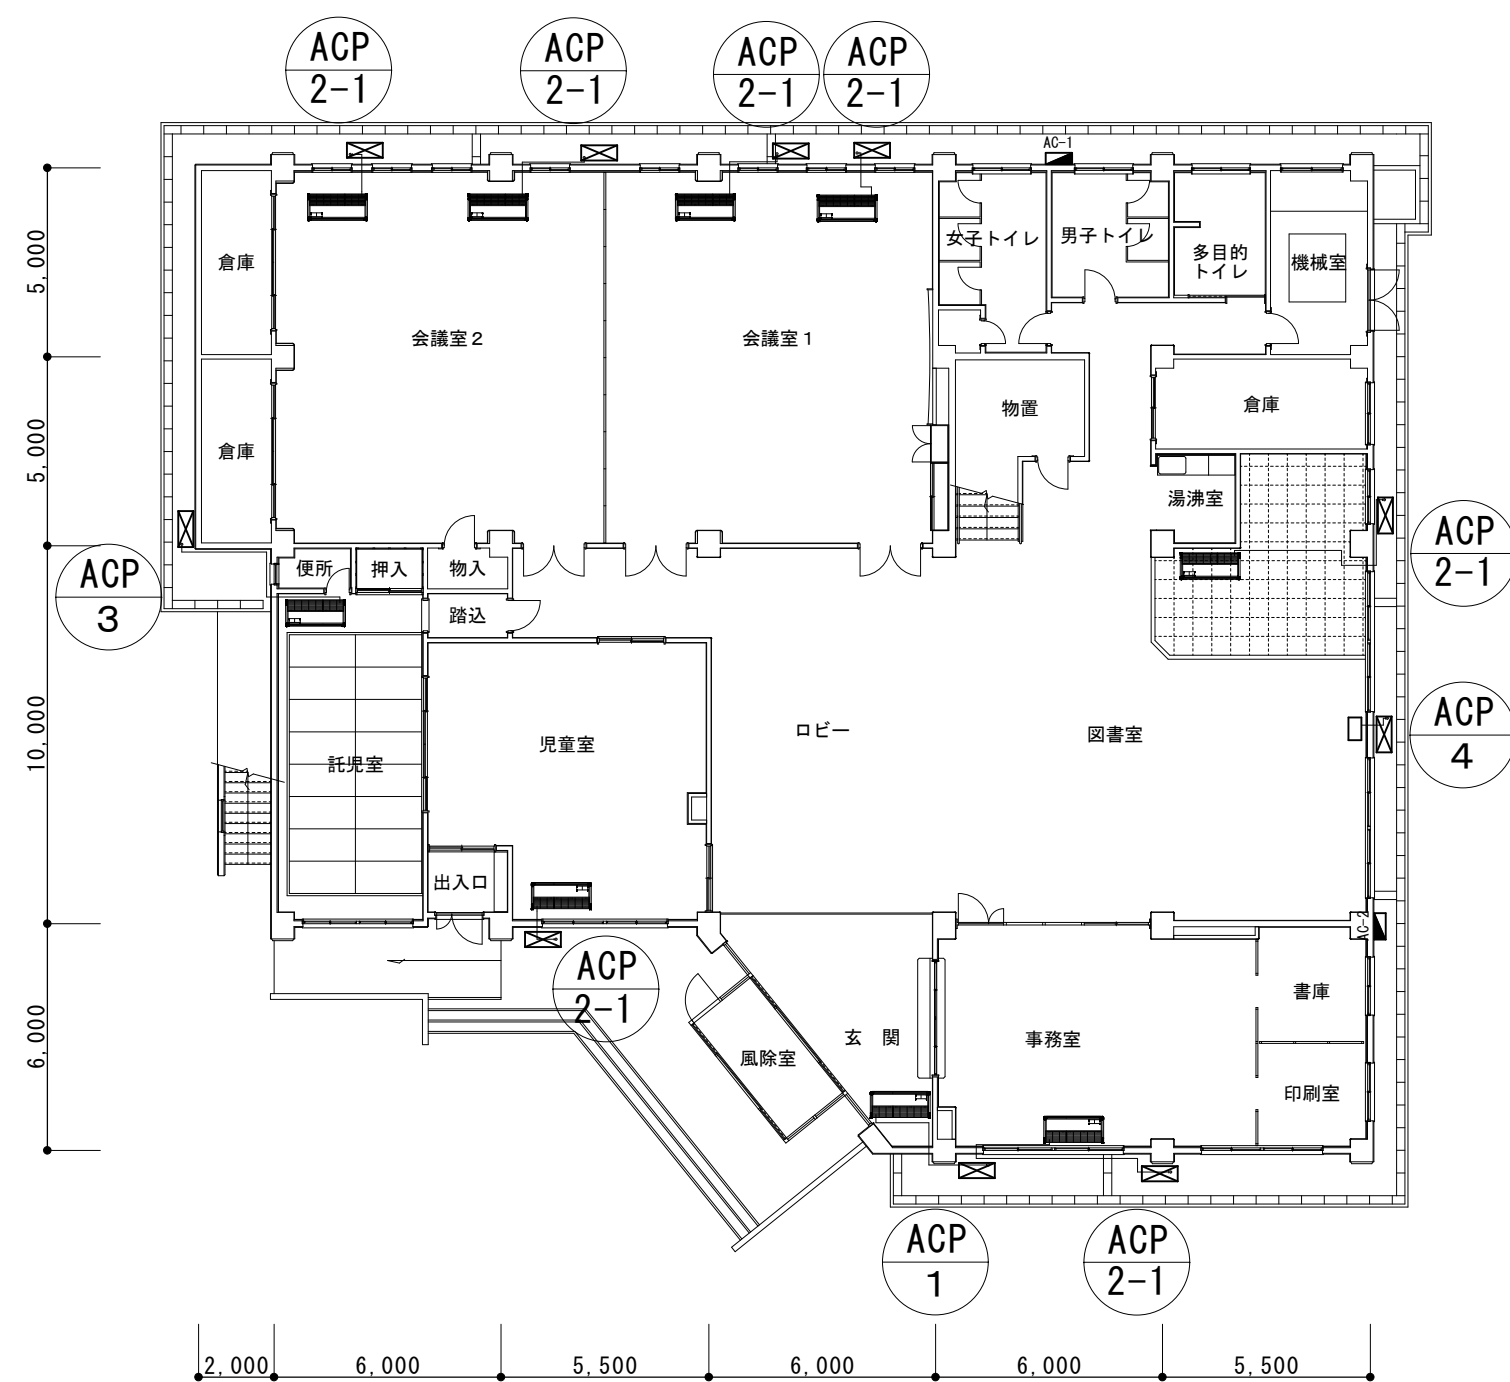 ACP
2-1
ACP
2-1
ACP
2-1
ACP
2-1
AC-1
5,000
倉庫
女子トイレ
男子トイレ
多目的
トイレ
機械室
会議室2
会議室1
5,000
倉庫
物置
倉庫
湯沸室
ACP
2-1
ACP
3
便所
押入
物入
踏込
10,000
託児室
児童室
ロビー
図書室
ACP
4
出入口
AC-2
ACP
2-1
6,000
風除室
玄 関
事務室
書庫
印刷室
ACP
1
ACP
2-1
2,000
6,000
5,500
6,000
6,000
5,500